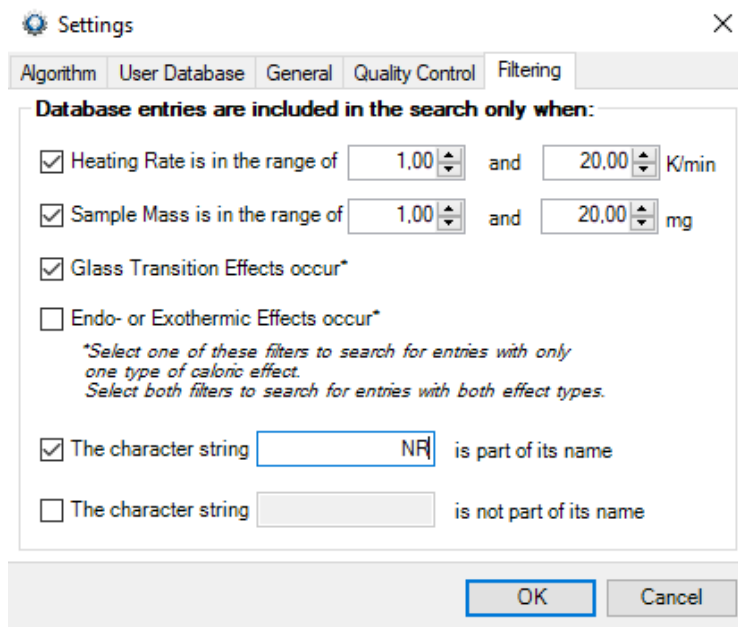 Settings
Algorithm User Database General Quality Control Filtering
Database entries are included in the search only when:
Heating Rate is in the range of 1,00 and 20,00 K/min
Sample Mass is in the range of 1,00 and 20,00 mg
Glass Transition Effects occur*
Endo- or Exothermic Effects occur*
*Select one of these filters to search for entries with only
one type of caloric effect.
Select both filters to search for entries with both effect types.
The character string NR is part of its name
The character string is not part of its name
OK Cancel